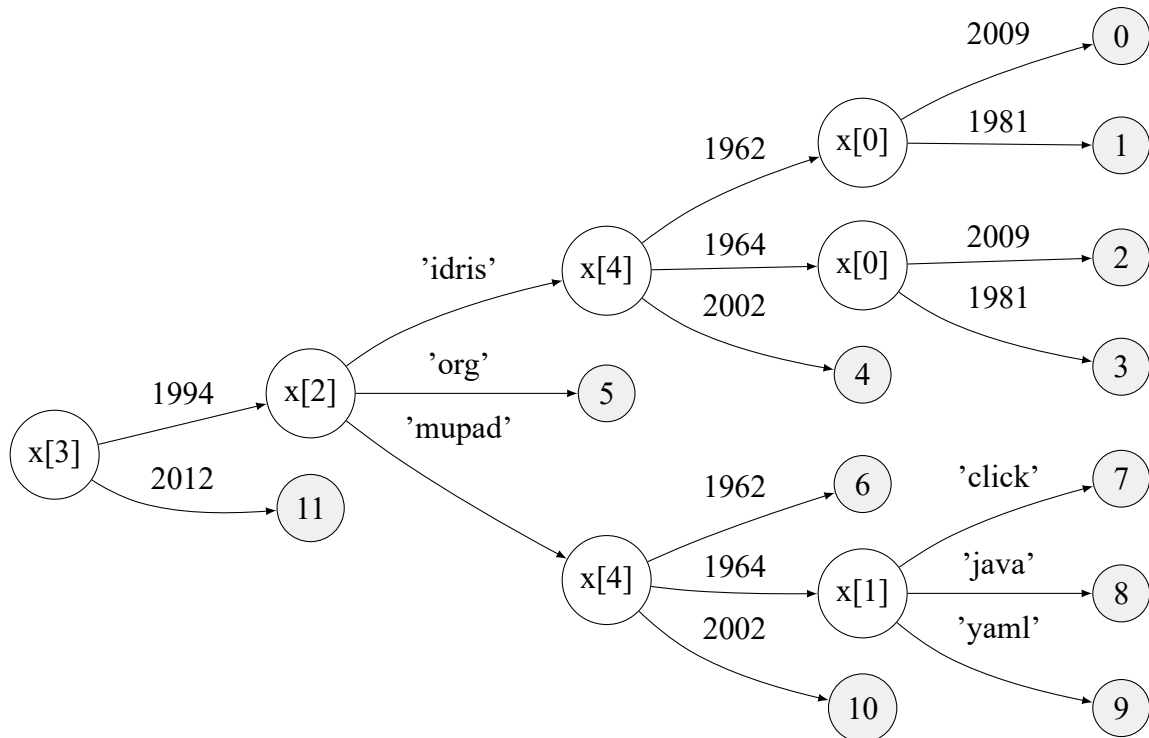 2009
0
x[0]
1981
1
1962
'idris'
x[4]
1964
x[0]
2009
2
1981
3
2002
4
1994
x[2]
'org'
5
'mupad'
x[3]
2012
11
1962
6
'click'
7
x[4]
1964
x[1]
'java'
8
'yaml'
9
2002
10